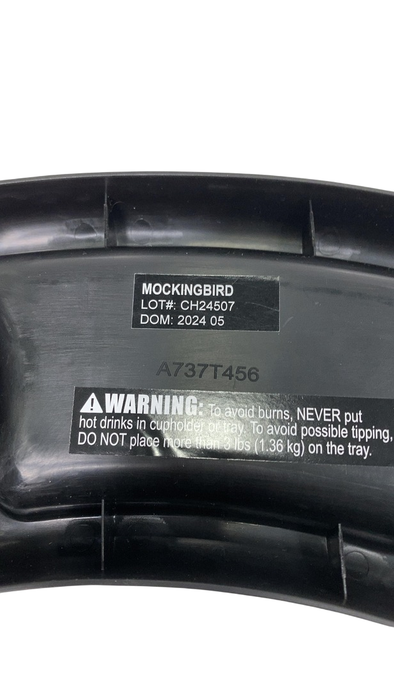 MOCKINGBIRD
LOT#: CH24507
DOM: 2024 05
A737T456
WARNING: To avoid burns, NEVER put
hot drinks in cupholder or tray. To avoid possible tipping,
DO NOT place more than 3 lbs (1.36 kg) on the tray.